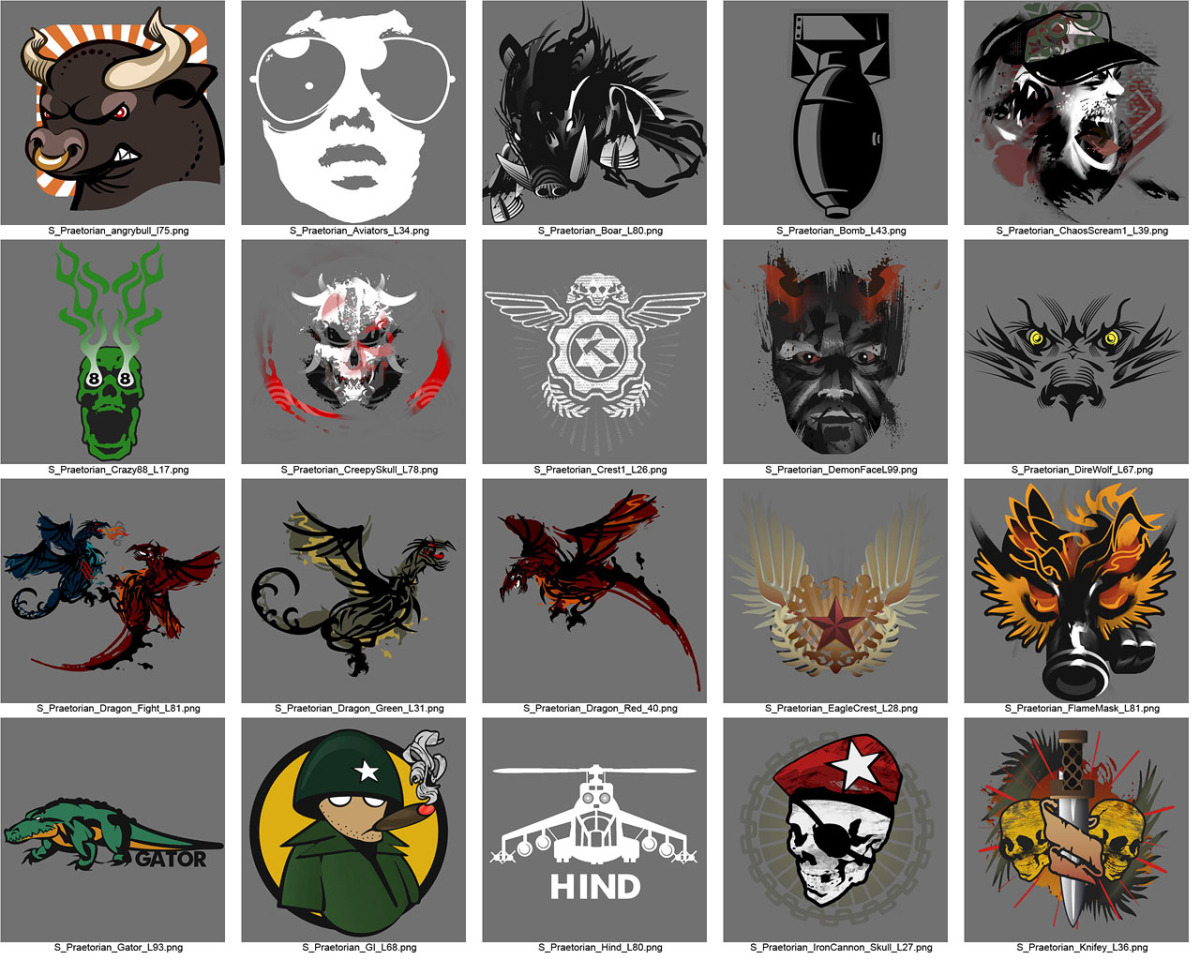 S_Praetorian_angrybull_l75.png
S_Praetorian_Aviators_L34.png
S_Praetorian_Boar_L80.png
S_Praetorian_Bomb_L43.png
S_Praetorian_ChaosScream1_L39.png
8 8
S_Praetorian_Crazy88_L17.png
S_Praetorian_CreepySkull_L78.png
S_Praetorian_Crest1_L26.png
S_Praetorian_DemonFaceL99.png
S_Praetorian_DireWolf_L67.png
S_Praetorian_Dragon_Fight_L81.png
S_Praetorian_Dragon_Green_L31.png
S_Praetorian_Dragon_Red_40.png
S_Praetorian_EagleCrest_L28.png
S_Praetorian_FlameMask_L81.png
GATOR
HIND
S_Praetorian_Gator_L93.png
S_Praetorian_GI_L68.png
S_Praetorian_Hind_L80.png
S_Praetorian_IronCannon_Skull_L27.png
S_Praetorian_Knifey_L36.png